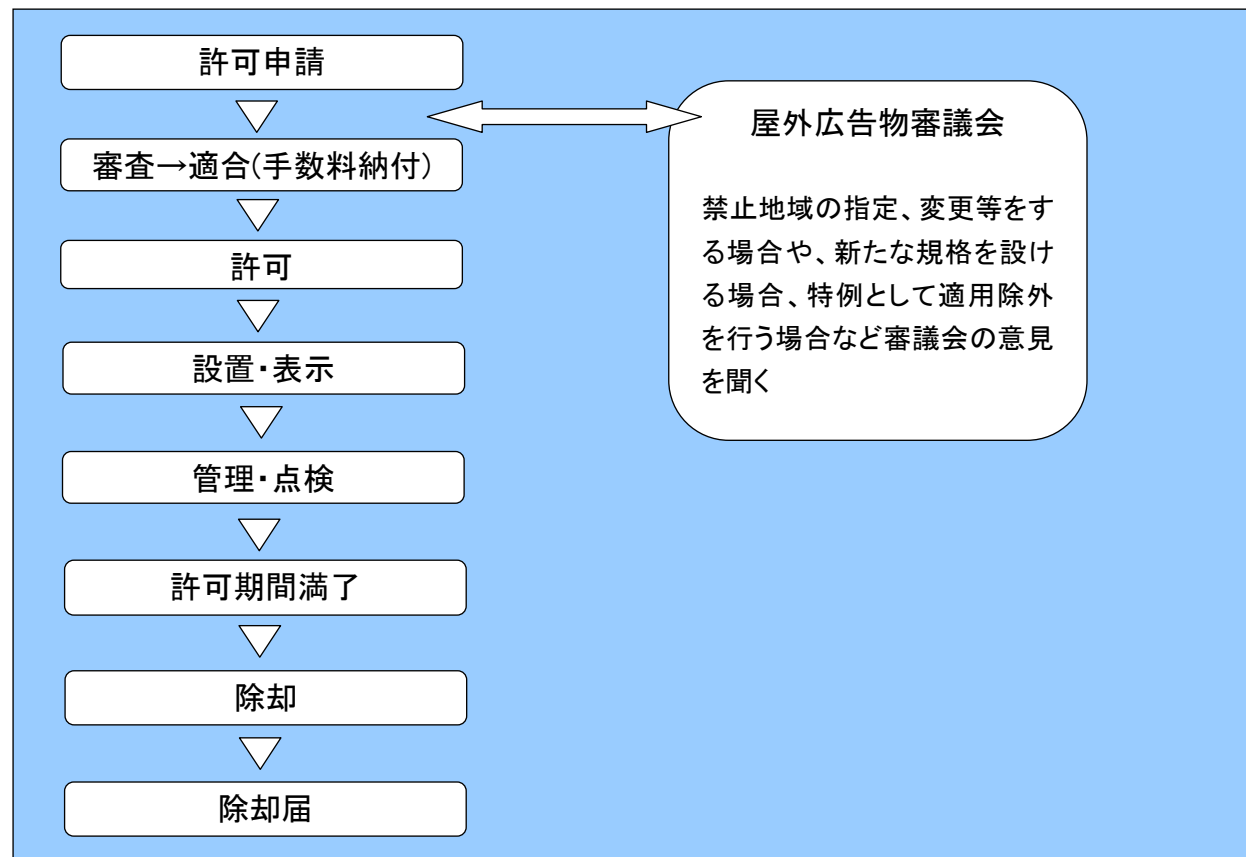 許可申請
審査→適合(手数料納付)
許可
設置・表示
管理・点検
許可期間満了
除却
除却届
屋外広告物審議会
禁止地域の指定、変更等をす
る場合や、新たな規格を設け
る場合、特例として適用除外
を行う場合など審議会の意見
を聞く